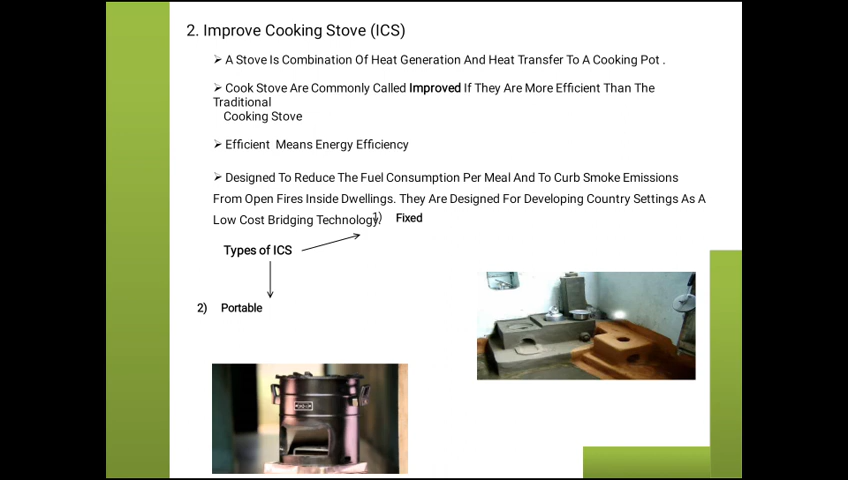 2. Improve Cooking Stove (ICS)
➢ A Stove Is Combination Of Heat Generation And Heat Transfer To A Cooking Pot .
➢ Cook Stove Are Commonly Called Improved If They Are More Efficient Than The
Traditional
Cooking Stove
➢ Efficient Means Energy Efficiency
➢ Designed To Reduce The Fuel Consumption Per Meal And To Curb Smoke Emissions
From Open Fires Inside Dwellings. They Are Designed For Developing Country Settings As A
Low Cost Bridging Technology.
1) Fixed
Types of ICS
2) Portable